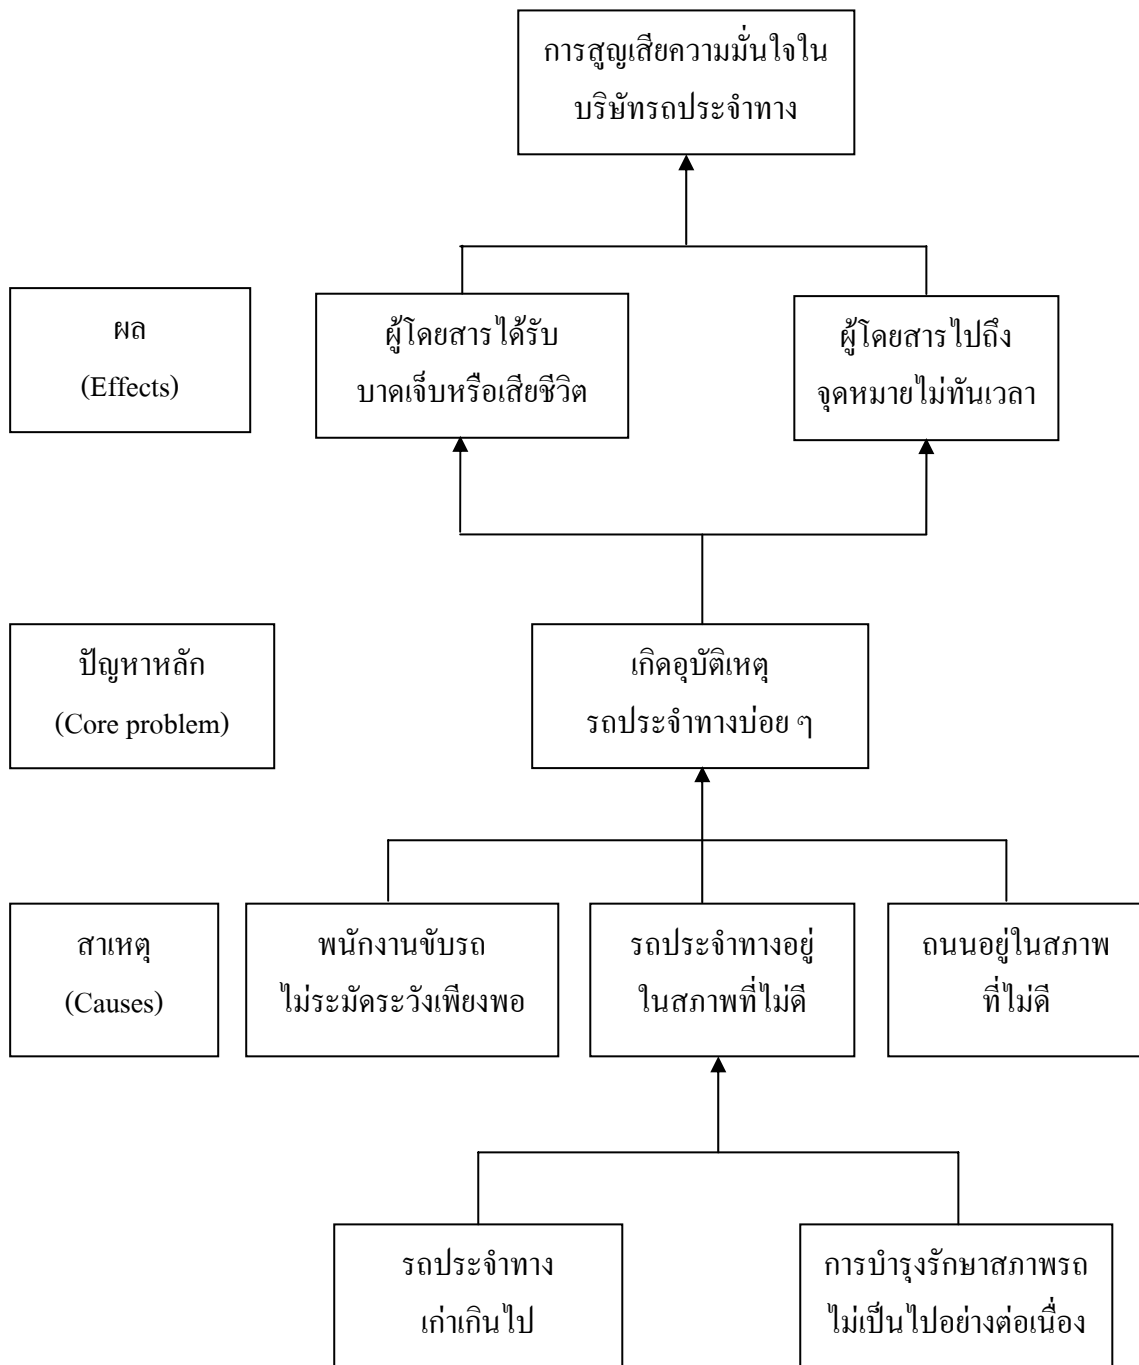 การสูญเสียความมั่นใจใน
บริษัทรถประจำทาง
ผล
(Effects)
ผู้โดยสารได้รับ
บาดเจ็บหรือเสียชีวิต
ผู้โดยสารไปถึง
จุดหมายไม่ทันเวลา
ปัญหาหลัก
(Core problem)
เกิดอุบัติเหตุ
รถประจำทางบ่อย ๆ
สาเหตุ
(Causes)
พนักงานขับรถ
ไม่ระมัดระวังเพียงพอ
รถประจำทางอยู่
ในสภาพที่ไม่ดี
ถนนอยู่ในสภาพ
ที่ไม่ดี
รถประจำทาง
เก่าเกินไป
การบำรุงรักษาสภาพรถ
ไม่เป็นไปอย่างต่อเนื่อง